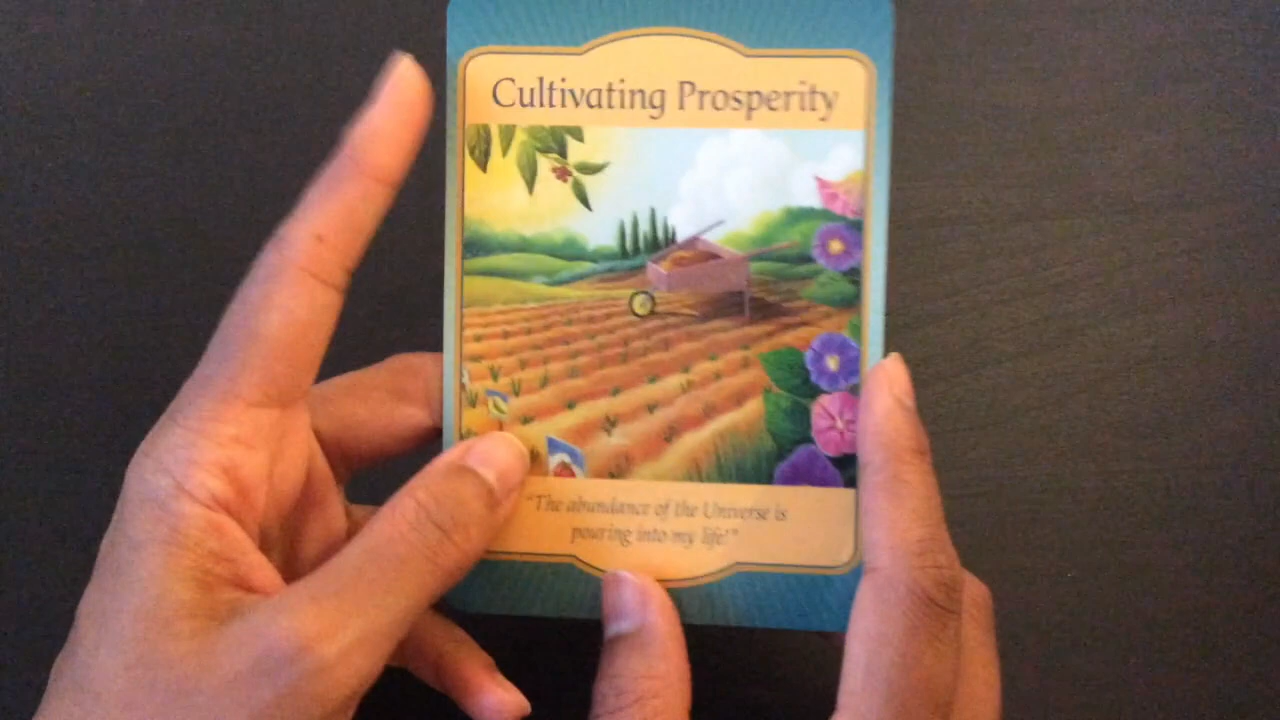 Cultivating Prosperity
"The abundance of the Universe is
pouring into my life!"